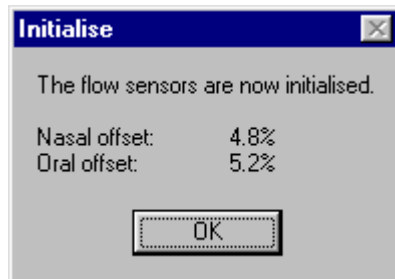 Initialise
The flow sensors are now initialised.
Nasal offset: 4.8%
Oral offset: 5.2%
OK